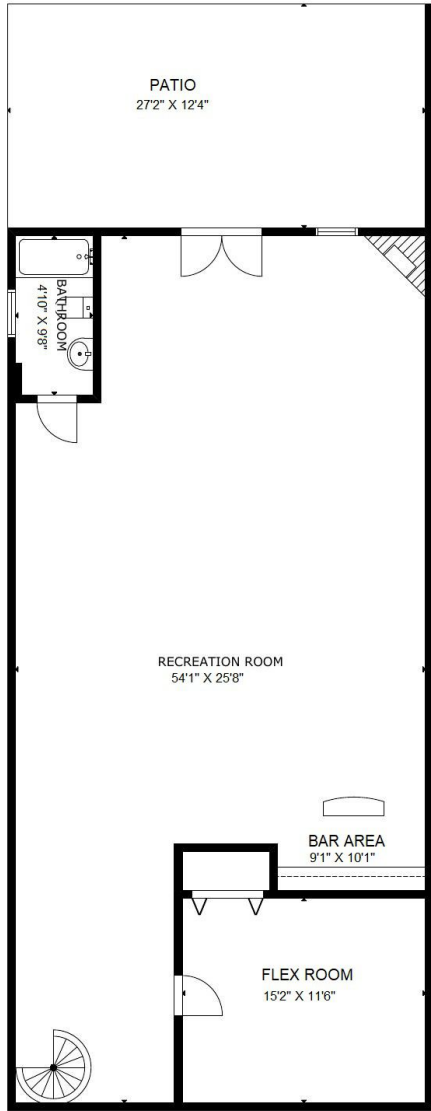 PATIO
27'2" X 12'4"
BATHROOM
4'10" X 9'8"
RECREATION ROOM
54'1" X 25'8"
BAR AREA
9'1" X 10'1"
FLEX ROOM
15'2" X 11'6"